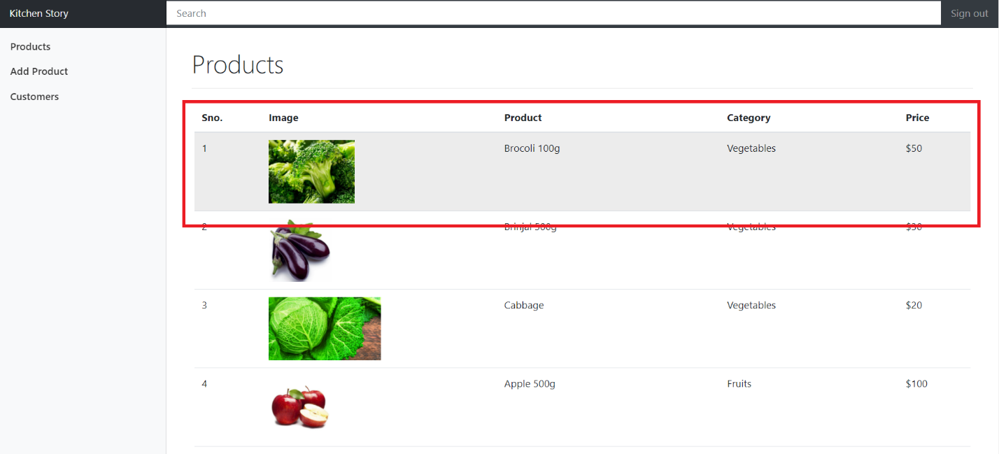 Kitchen Story Search Sign out
Products
Add Product
Customers
Products
Sno. Image Product Category Price
1 Brocoli 100g Vegetables $50
2 Brinjal 500g Vegetables $30
3 Cabbage Vegetables $20
4 Apple 500g Fruits $100